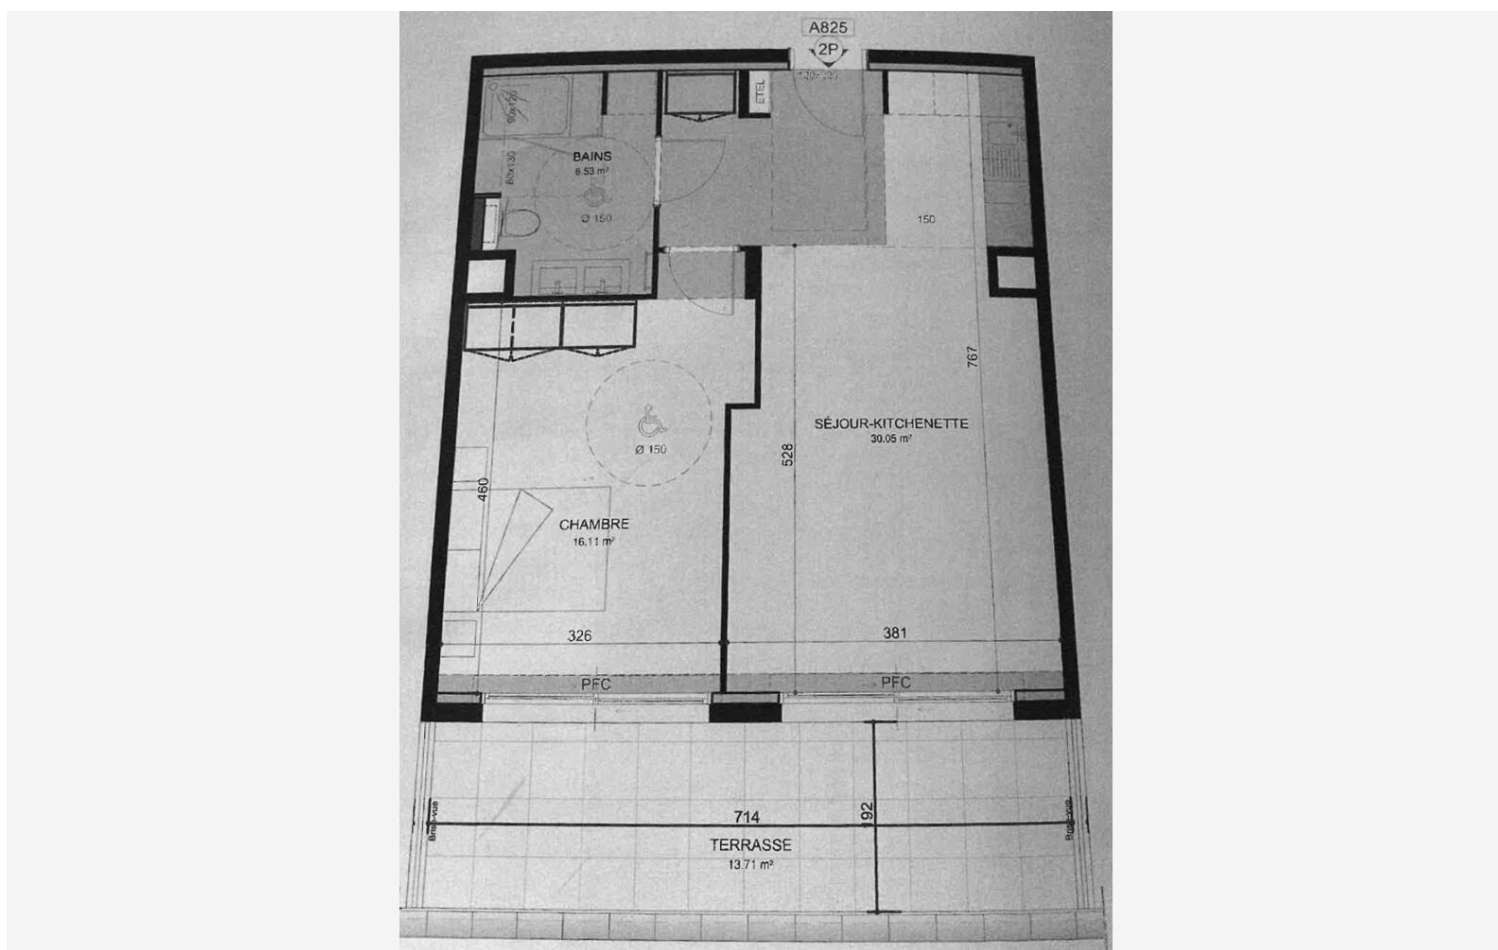 A825
2P
ETEL
90x120
BAINS
6.53 m²
80x130
Ø 150
150
767
SÉJOUR-KITCHENETTE
30.05 m²
528
Ø 150
460
CHAMBRE
16.11 m²
326
381
PFC
PFC
714
192
TERRASSE
13.71 m²